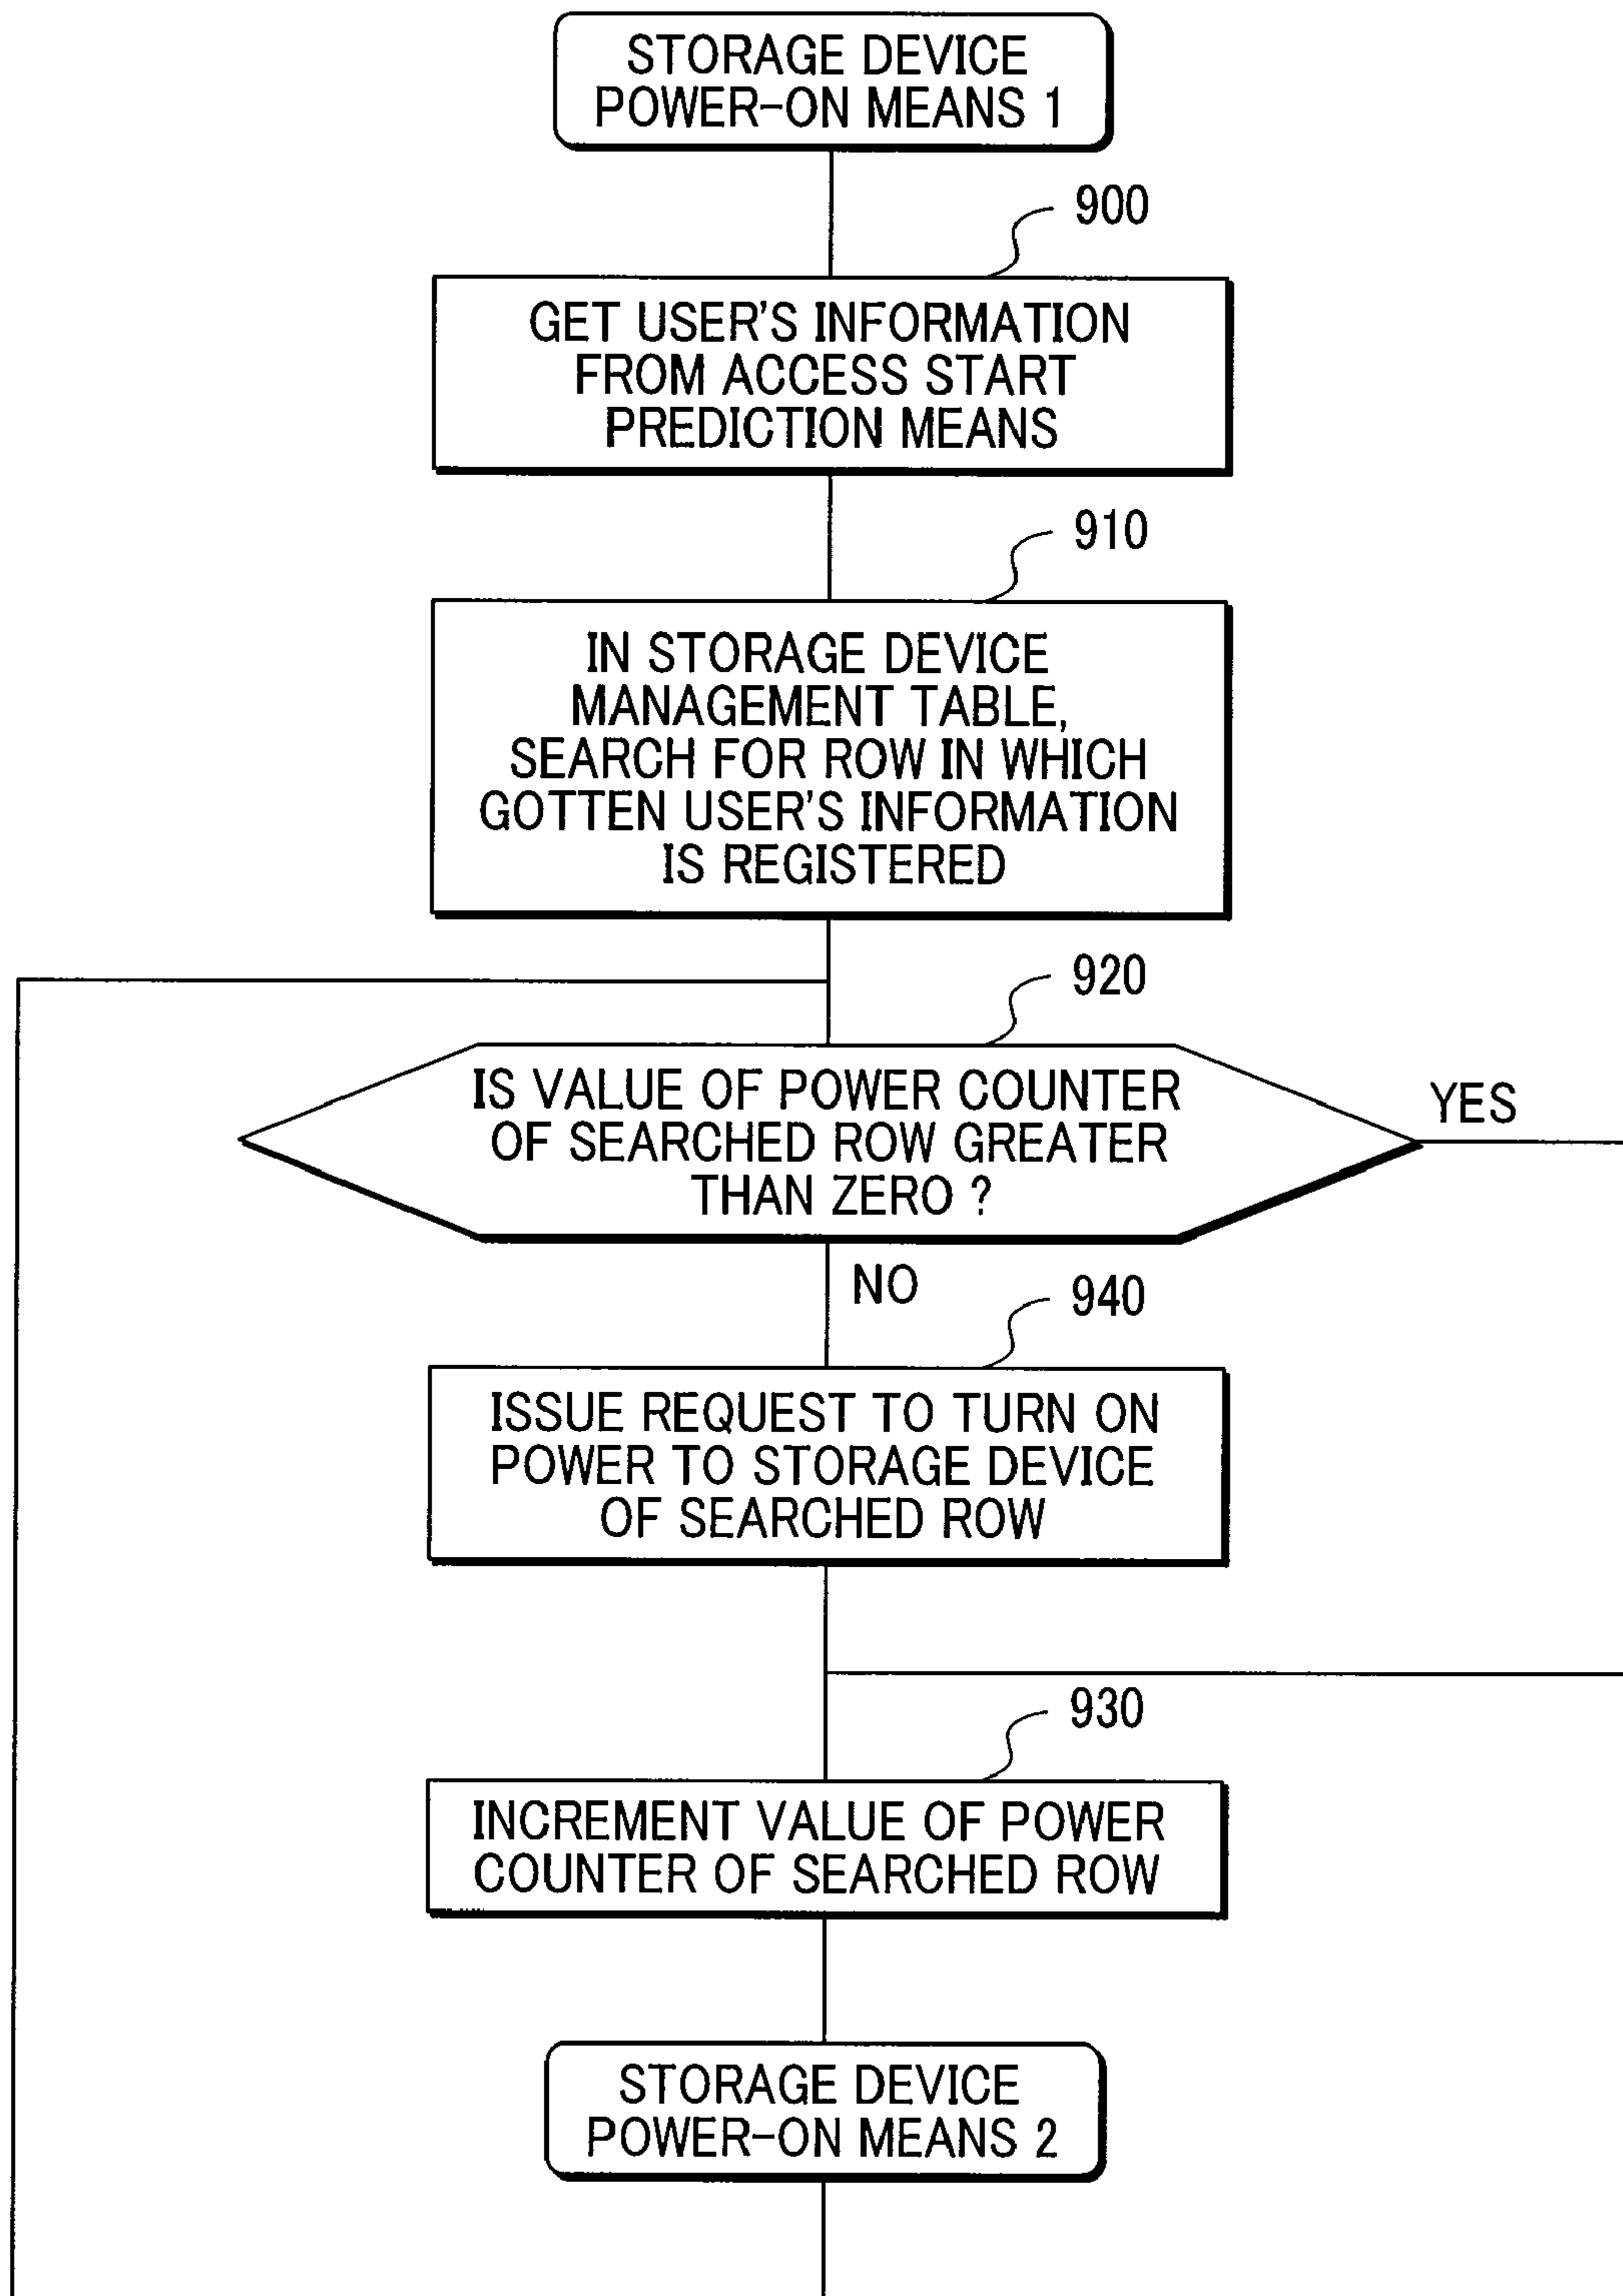 STORAGE DEVICE
POWER-ON MEANS 1
900
GET USER'S INFORMATION
FROM ACCESS START
PREDICTION MEANS
910
IN STORAGE DEVICE
MANAGEMENT TABLE,
SEARCH FOR ROW IN WHICH
GOTTEN USER'S INFORMATION
IS REGISTERED
920
IS VALUE OF POWER COUNTER
OF SEARCHED ROW GREATER
THAN ZERO ?
YES
NO
940
ISSUE REQUEST TO TURN ON
POWER TO STORAGE DEVICE
OF SEARCHED ROW
930
INCREMENT VALUE OF POWER
COUNTER OF SEARCHED ROW
STORAGE DEVICE
POWER-ON MEANS 2